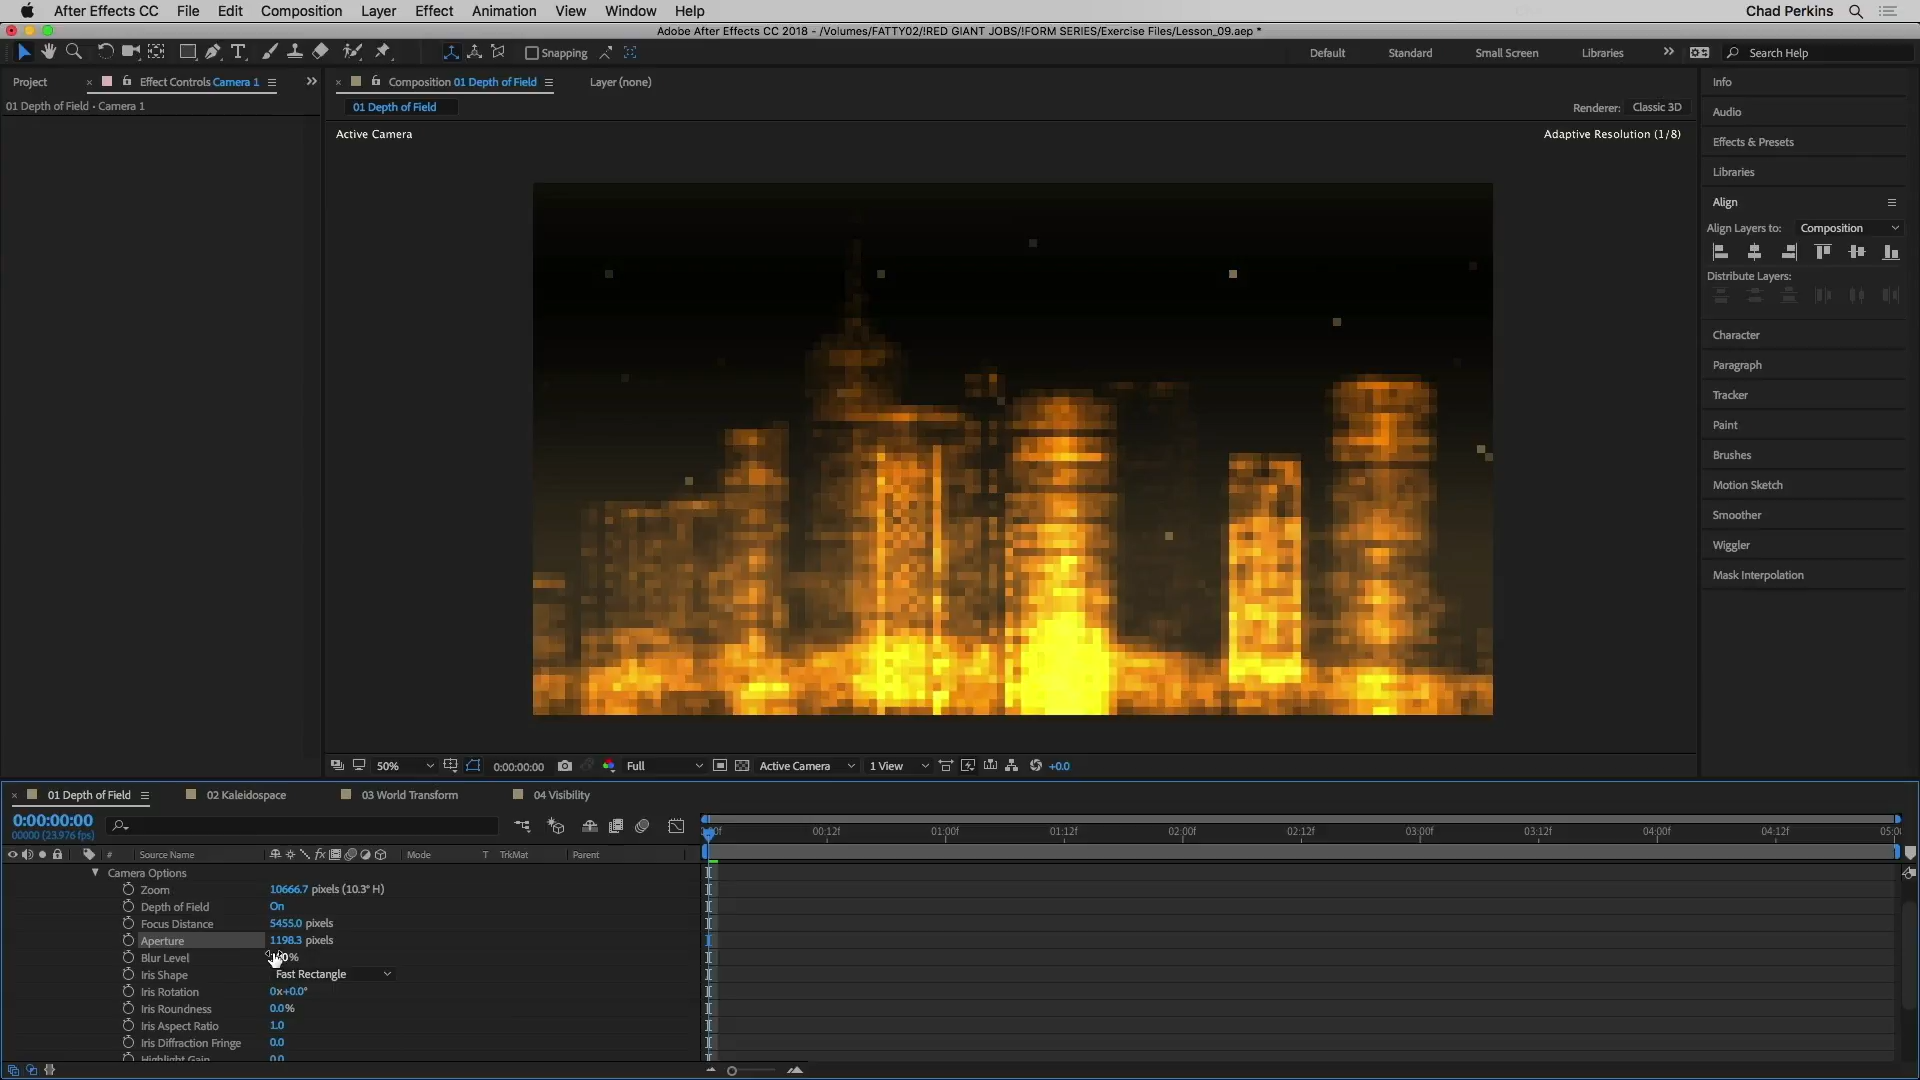 After Effects CC File Edit Composition Layer Effect Animation View Window Help Chad Perkins
Adobe After Effects CC 2018 - /Volumes/FATTY02/!RED GIANT JOBS/!FORM SERIES/Exercise Files/Lesson_09.aep *
Snapping Default Standard Small Screen Libraries Search Help
Project Effect Controls Camera 1 Composition 01 Depth of Field Layer (none) Info
01 Depth of Field • Camera 1 01 Depth of Field Renderer: Classic 3D
Audio
Active Camera Adaptive Resolution (1/8)
Effects & Presets
Libraries
Align
Align Layers to: Composition
Distribute Layers:
Character
Paragraph
Tracker
Paint
Brushes
Motion Sketch
Smoother
Wiggler
Mask Interpolation
50% 0:00:00:00 Full Active Camera 1 View +0.0
01 Depth of Field 02 Kaleidospace 03 World Transform 04 Visibility
0:00:00:00
00000 (23.976 fps)
00:12f 01:00f 01:12f 02:00f 02:12f 03:00f 03:12f 04:00f 04:12f
# Source Name Mode T TrkMat Parent
Camera Options
Zoom 10666.7 pixels (10.3° H)
Depth of Field On
Focus Distance 5455.0 pixels
Aperture 1198.3 pixels
Blur Level
Iris Shape Fast Rectangle
Iris Rotation 0x+0.0°
Iris Roundness 0.0%
Iris Aspect Ratio 1.0
Iris Diffraction Fringe 0.0
Highlight Gain 0.0